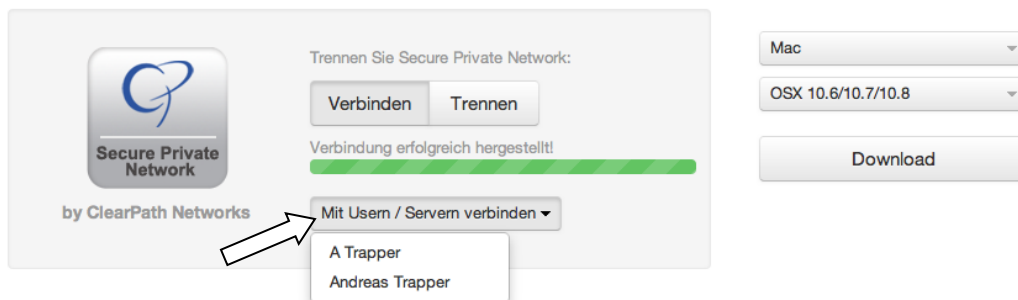 Trennen Sie Secure Private Network:
Verbinden Trennen
Verbindung erfolgreich hergestellt!
Secure Private
Network
by ClearPath Networks
Mit Usern / Servern verbinden
A Trapper
Andreas Trapper
Mac
OSX 10.6/10.7/10.8
Download